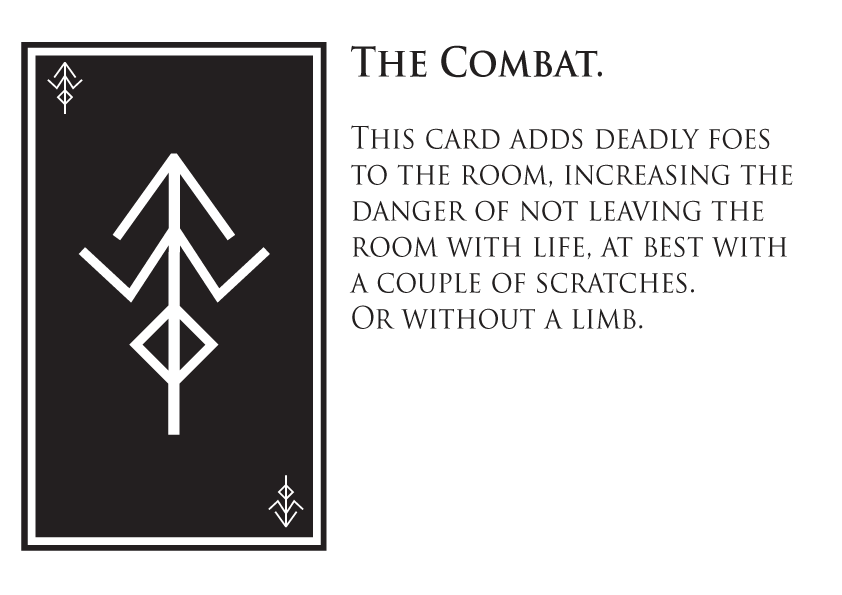 The Combat.
This card adds deadly foes
to the room, increasing the
danger of not leaving the
room with life, at best with
a couple of scratches.
Or without a limb.